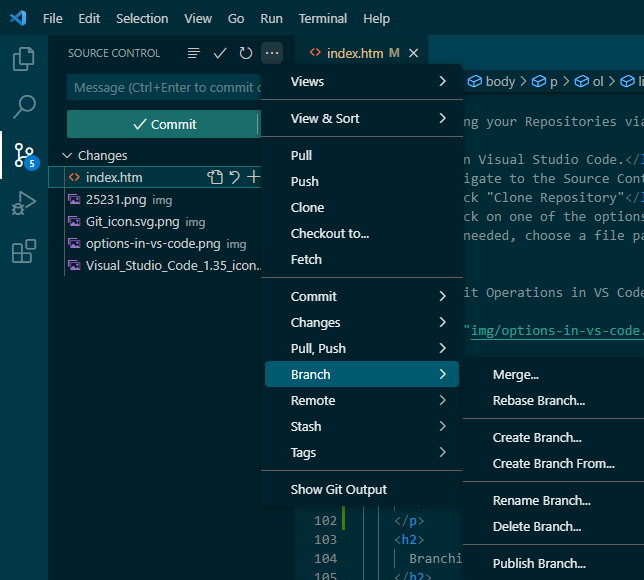 File Edit Selection View Go Run Terminal Help
SOURCE CONTROL
index.htm M
Message (Ctrl+Enter to commit
Commit
Changes
index.htm
25231.png img
Git_icon.svg.png img
options-in-vs-code.png img
Visual_Studio_Code_1.35_icon...
5
Views
View & Sort
Pull
Push
Clone
Checkout to...
Fetch
Commit
Changes
Pull, Push
Branch
Remote
Stash
Tags
Show Git Output
Merge...
Rebase Branch...
Create Branch...
Create Branch From...
Rename Branch...
Delete Branch...
Publish Branch...
body > p > ol > li
ng your Repositories via
n Visual Studio Code.</l
igate to the Source Cont
ck "Clone Repository"</l
ck on one of the options
needed, choose a file pa
it Operations in VS Code
"img/options-in-vs-code.
102 </p>
103 <h2>
104 Branchi
105 </h2>